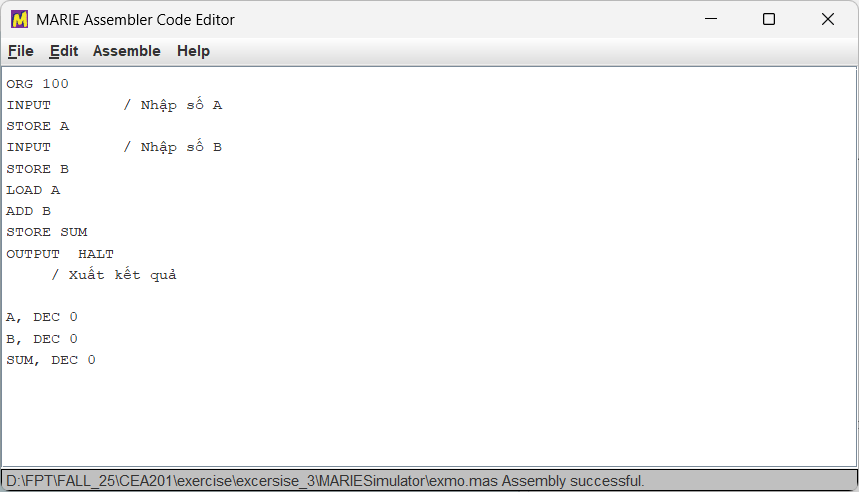 MARIE Assembler Code Editor
File Edit Assemble Help
ORG 100
INPUT        / Nhập số A
STORE A
INPUT        / Nhập số B
STORE B
LOAD A
ADD B
STORE SUM
OUTPUT  HALT
     / Xuất kết quả
A, DEC 0
B, DEC 0
SUM, DEC 0
D:\FPT\FALL_25\CEA201\exercise\excersise_3\MARIESimulator\exmo.mas Assembly successful.